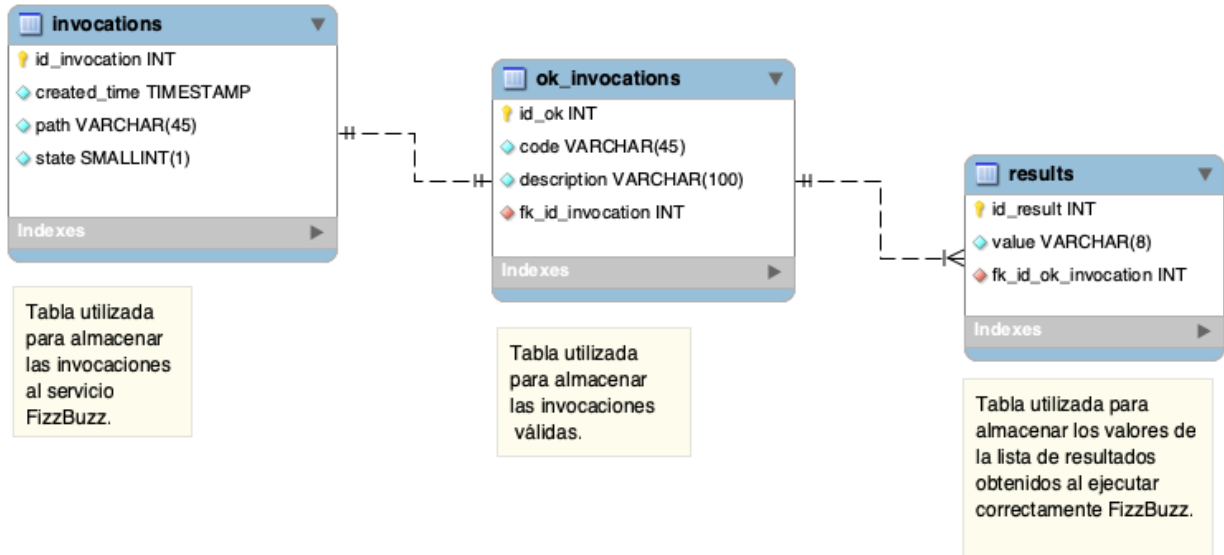 invocations
id_invocation INT
created_time TIMESTAMP
path VARCHAR(45)
state SMALLINT(1)
Indexes
Tabla utilizada
para almacenar
las invocaciones
al servicio
FizzBuzz.
ok_invocations
id_ok INT
code VARCHAR(45)
description VARCHAR(100)
fk_id_invocation INT
Indexes
Tabla utilizada
para almacenar
las invocaciones
válidas.
results
id_result INT
value VARCHAR(8)
fk_id_ok_invocation INT
Indexes
Tabla utilizada para
almacenar los valores de
la lista de resultados
obtenidos al ejecutar
correctamente FizzBuzz.